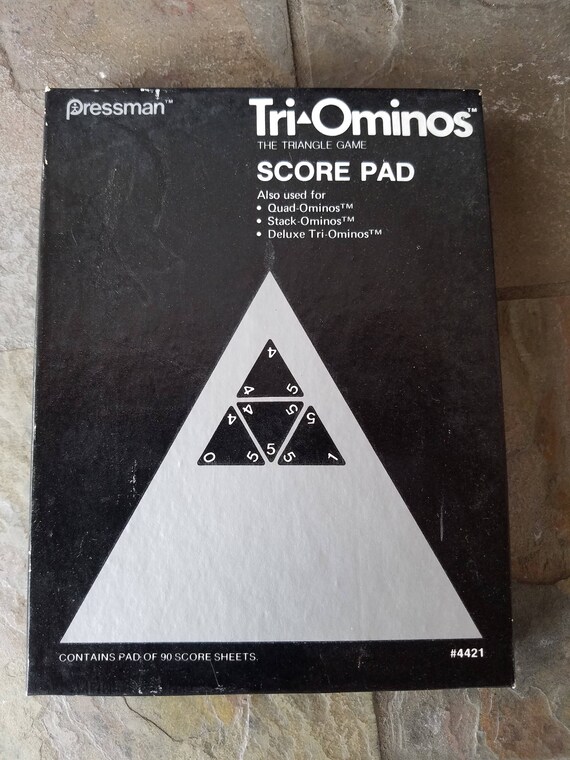 Pressman™
Tri▲Ominos™
THE TRIANGLE GAME
SCORE PAD
Also used for
• Quad-Ominos™
• Stack-Ominos™
• Deluxe Tri-Ominos™
4
4 5
4 4 5 5
0 5 5 5 1
CONTAINS PAD OF 90 SCORE SHEETS.
#4421